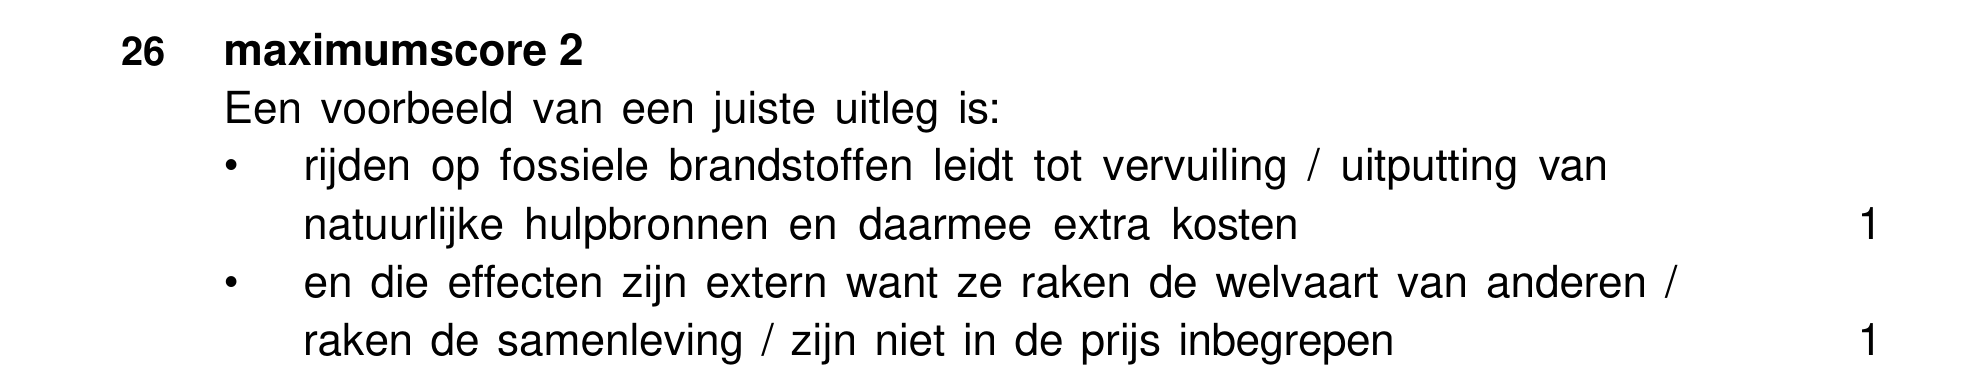 26 maximumscore 2
Een voorbeeld van een juiste uitleg is:
• rijden op fossiele brandstoffen leidt tot vervuiling / uitputting van
natuurlijke hulpbronnen en daarmee extra kosten 1
• en die effecten zijn extern want ze raken de welvaart van anderen /
raken de samenleving / zijn niet in de prijs inbegrepen 1